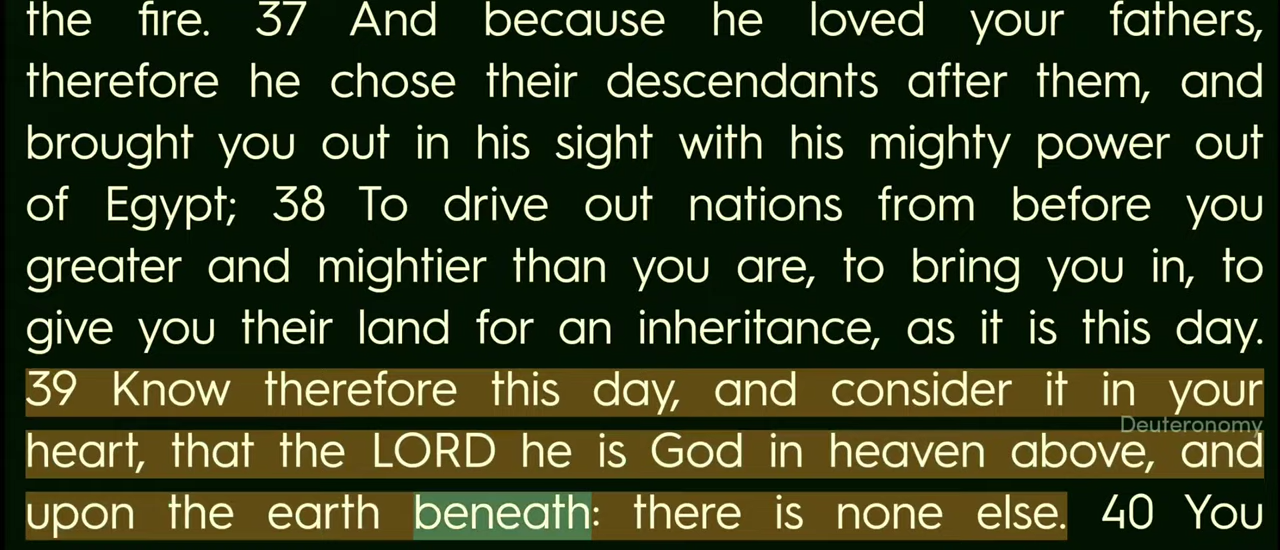 the fire. 37 And because he loved your fathers,
therefore he chose their descendants after them, and
brought you out in his sight with his mighty power out
of Egypt; 38 To drive out nations from before you
greater and mightier than you are, to bring you in, to
give you their land for an inheritance, as it is this day.
39 Know therefore this day, and consider it in your
Deuteronomy
heart, that the LORD he is God in heaven above, and
upon the earth beneath: there is none else. 40 You